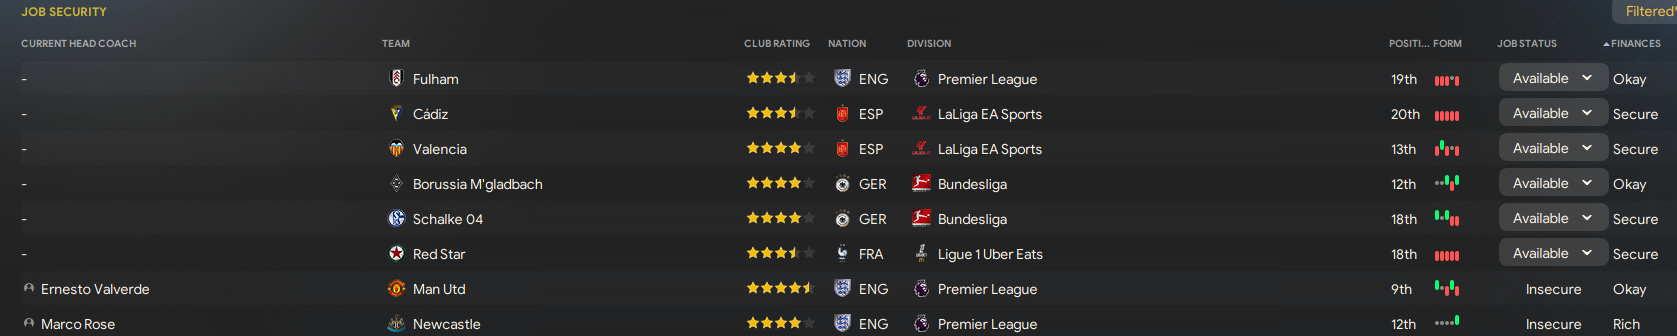 JOB SECURITY Filtered*
CURRENT HEAD COACH TEAM CLUB RATING NATION DIVISION POSITI... FORM JOB STATUS FINANCES
- Fulham ENG Premier League 19th Available Okay
- Cádiz ESP LaLiga EA Sports 20th Available Secure
- Valencia ESP LaLiga EA Sports 13th Available Secure
- Borussia M'gladbach GER Bundesliga 12th Available Okay
- Schalke 04 GER Bundesliga 18th Available Secure
- Red Star FRA Ligue 1 Uber Eats 18th Available Secure
Ernesto Valverde Man Utd ENG Premier League 9th Insecure Okay
Marco Rose Newcastle ENG Premier League 12th Insecure Rich